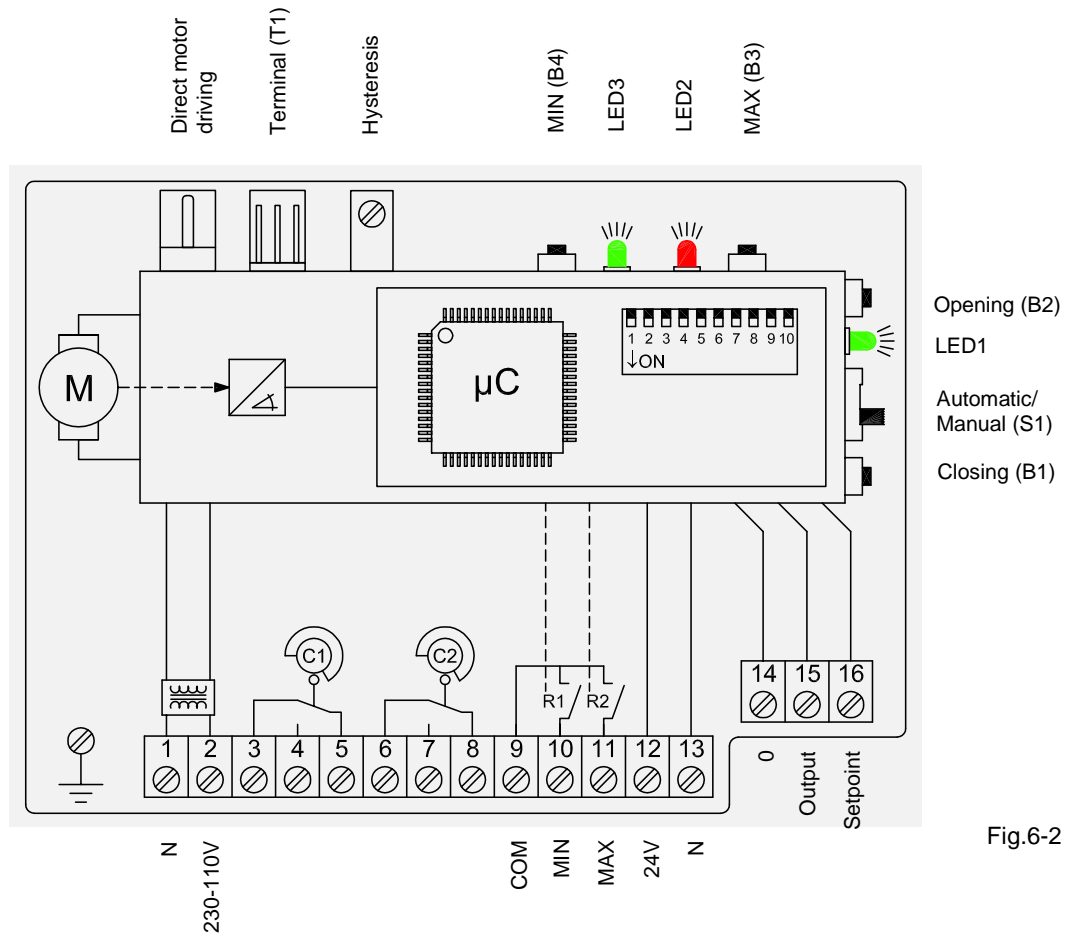 Direct motor
driving
Terminal (T1)
Hysteresis
MIN (B4)
LED3
LED2
MAX (B3)
Opening (B2)
LED1
Automatic/
Manual (S1)
Closing (B1)
1 2 3 4 5 6 7 8 9 10
↓ON
M
µC
C1
C2
R1
R2
14 15 16
1 2 3 4 5 6 7 8 9 10 11 12 13
0
Output
Setpoint
N
230-110V
COM
MIN
MAX
24V
N
Fig.6-2